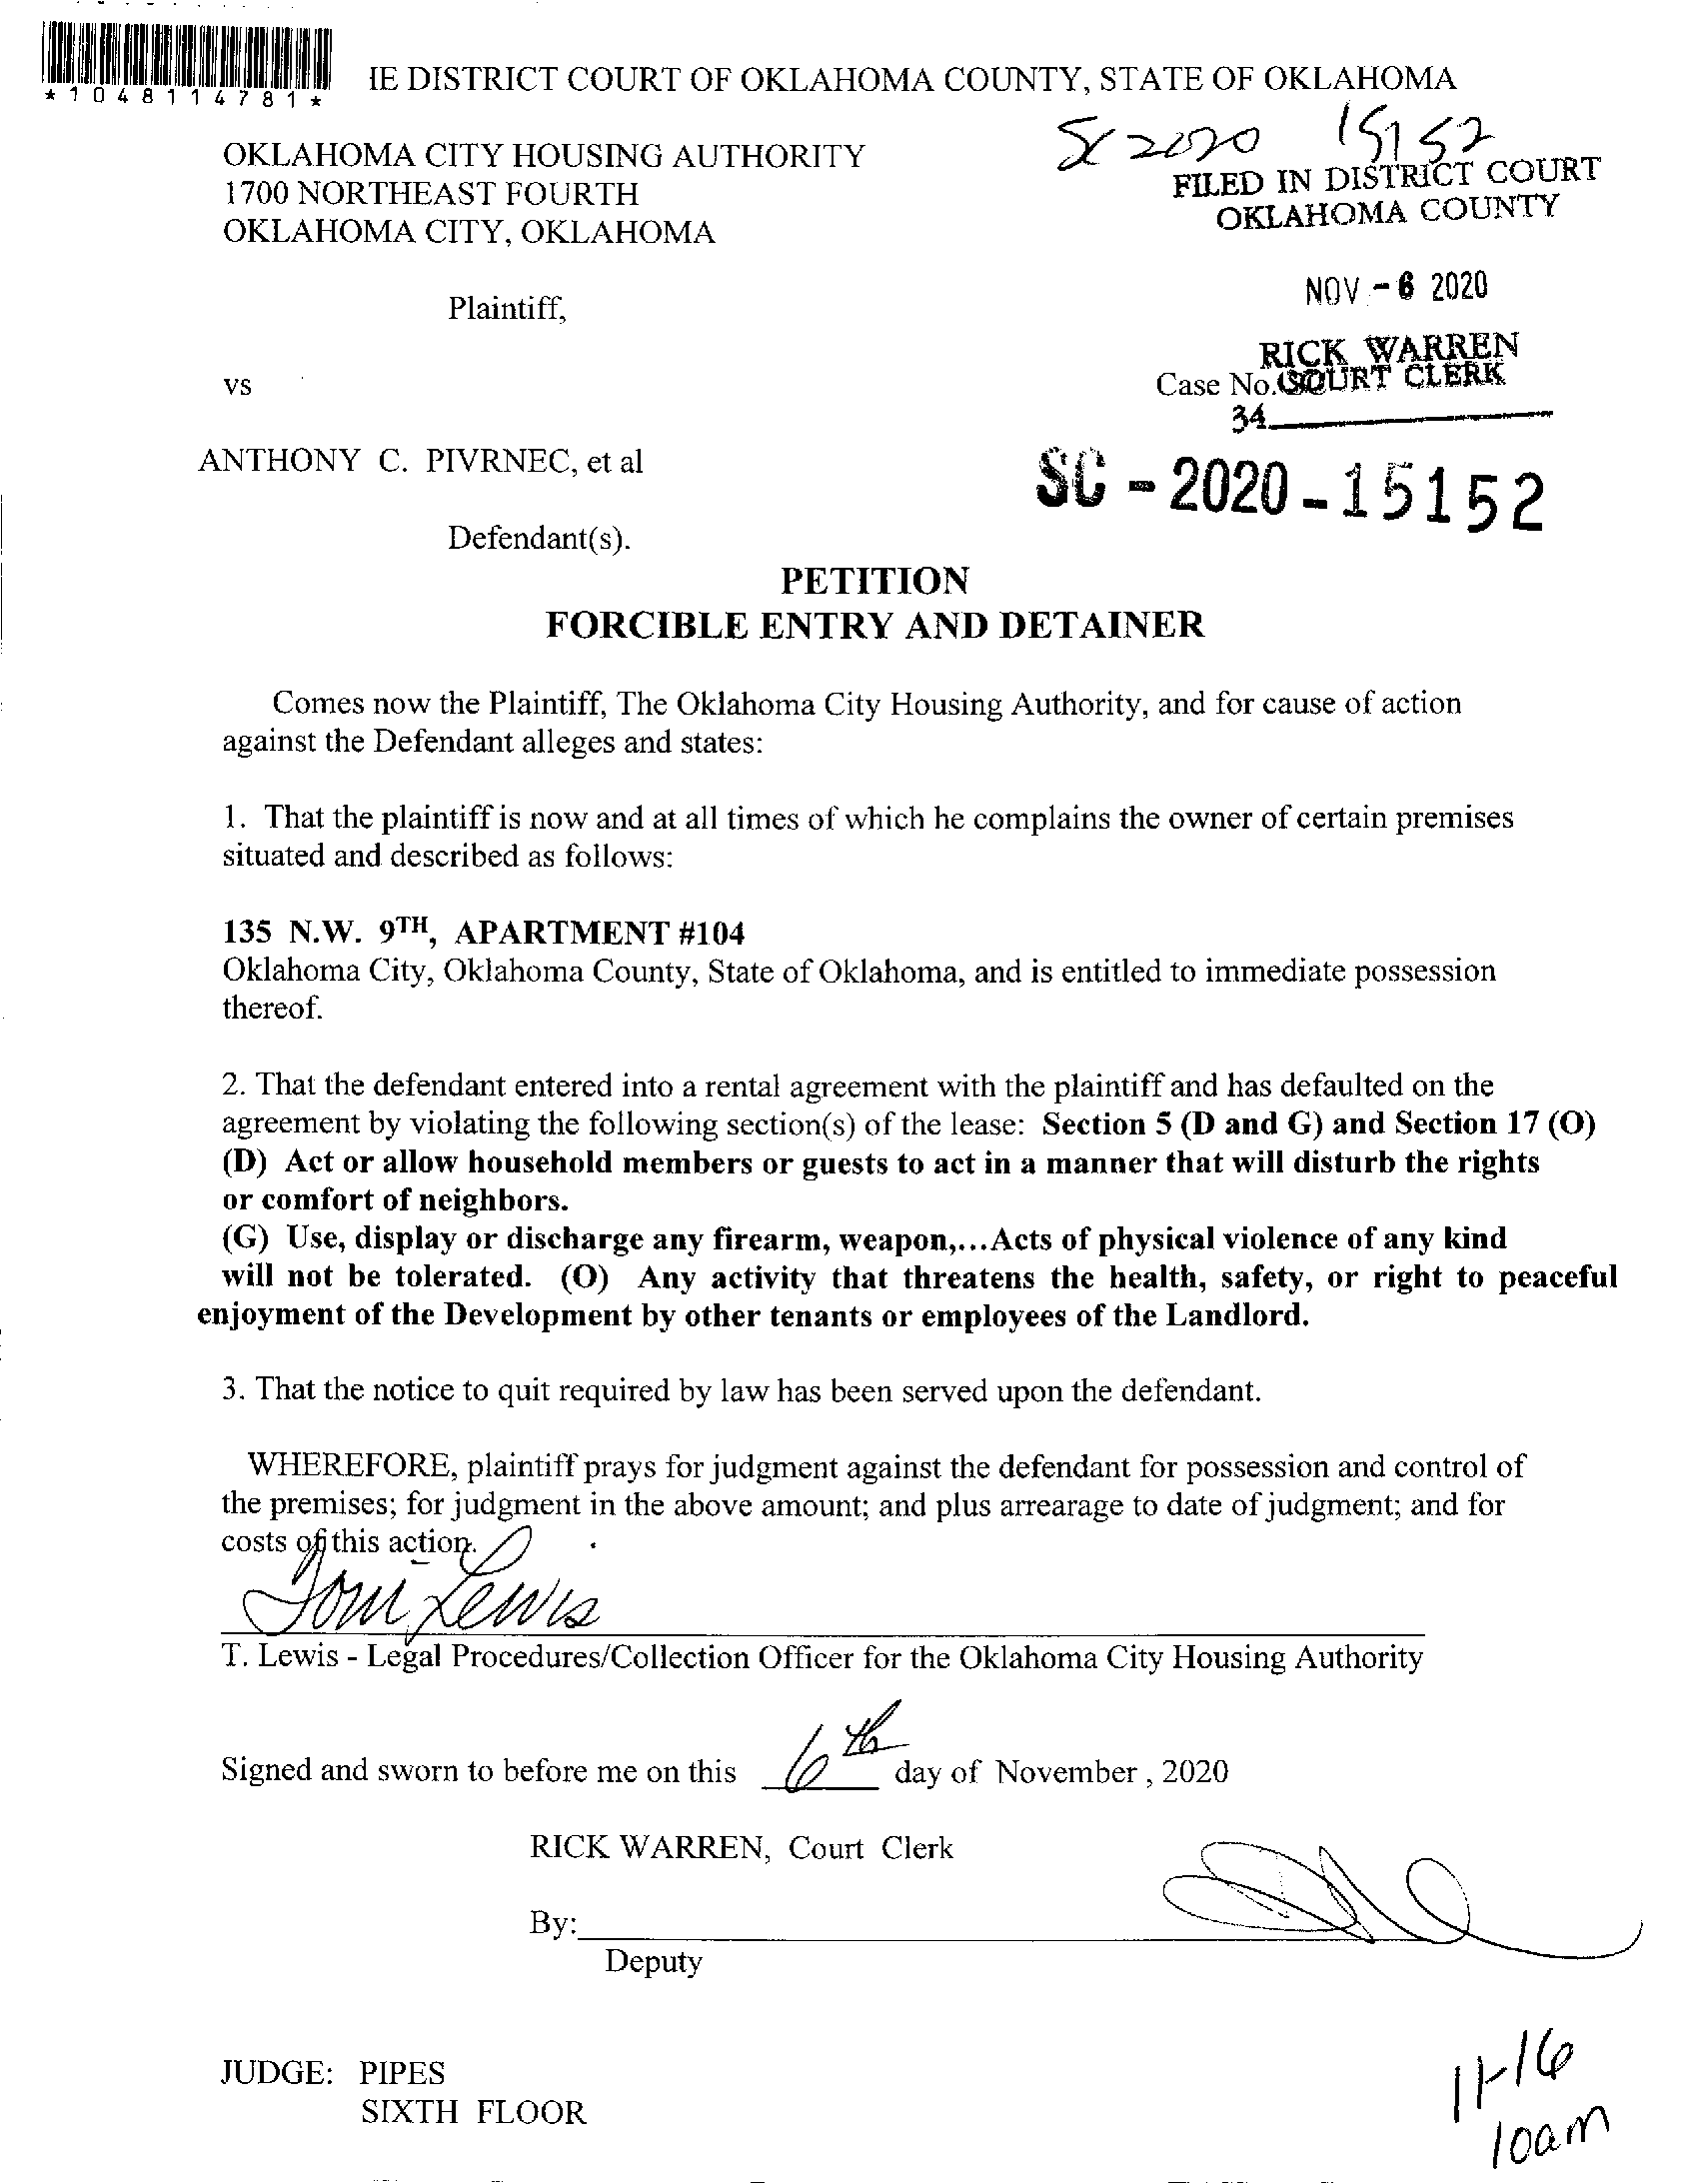 *1048114781*
IE DISTRICT COURT OF OKLAHOMA COUNTY, STATE OF OKLAHOMA
SC 2020 15152
OKLAHOMA CITY HOUSING AUTHORITY
1700 NORTHEAST FOURTH
OKLAHOMA CITY, OKLAHOMA
FILED IN DISTRICT COURT
OKLAHOMA COUNTY
NOV - 6 2020
Plaintiff,
RICK WARREN
COURT CLERK
vs
Case No.
34
ANTHONY C. PIVRNEC, et al
SC - 2020 - 15152
Defendant(s).
PETITION
FORCIBLE ENTRY AND DETAINER
Comes now the Plaintiff, The Oklahoma City Housing Authority, and for cause of action
against the Defendant alleges and states:
1. That the plaintiff is now and at all times of which he complains the owner of certain premises
situated and described as follows:
135 N.W. 9TH, APARTMENT #104
Oklahoma City, Oklahoma County, State of Oklahoma, and is entitled to immediate possession
thereof.
2. That the defendant entered into a rental agreement with the plaintiff and has defaulted on the
agreement by violating the following section(s) of the lease: Section 5 (D and G) and Section 17 (O)
(D) Act or allow household members or guests to act in a manner that will disturb the rights
or comfort of neighbors.
(G) Use, display or discharge any firearm, weapon,...Acts of physical violence of any kind
will not be tolerated. (O) Any activity that threatens the health, safety, or right to peaceful
enjoyment of the Development by other tenants or employees of the Landlord.
3. That the notice to quit required by law has been served upon the defendant.
WHEREFORE, plaintiff prays for judgment against the defendant for possession and control of
the premises; for judgment in the above amount; and plus arrearage to date of judgment; and for
costs of this action.
Lewis
T. Lewis - Legal Procedures/Collection Officer for the Oklahoma City Housing Authority
Signed and sworn to before me on this 6th day of November , 2020
RICK WARREN, Court Clerk
By:
Deputy
JUDGE: PIPES
SIXTH FLOOR
11-16
10am